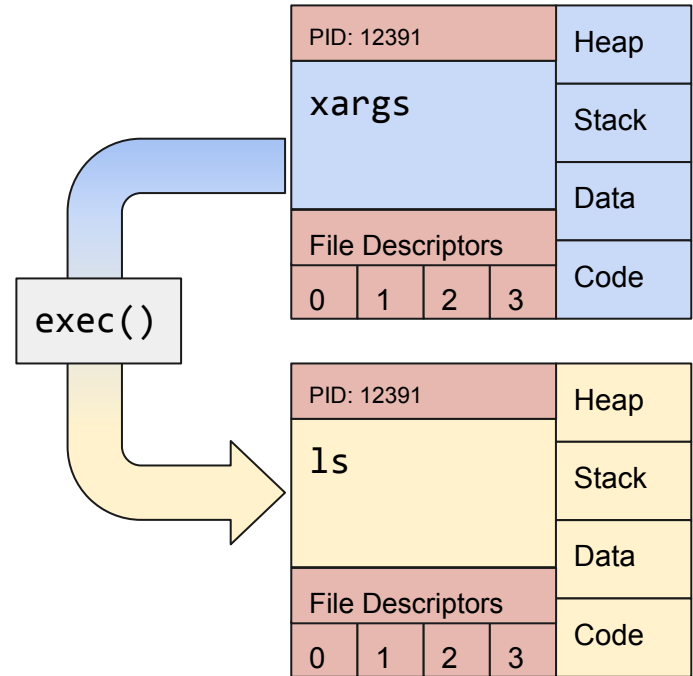 PID: 12391
Heap
xargs
Stack
Data
File Descriptors
Code
0 1 2 3
exec()
PID: 12391
Heap
ls
Stack
Data
File Descriptors
Code
0 1 2 3